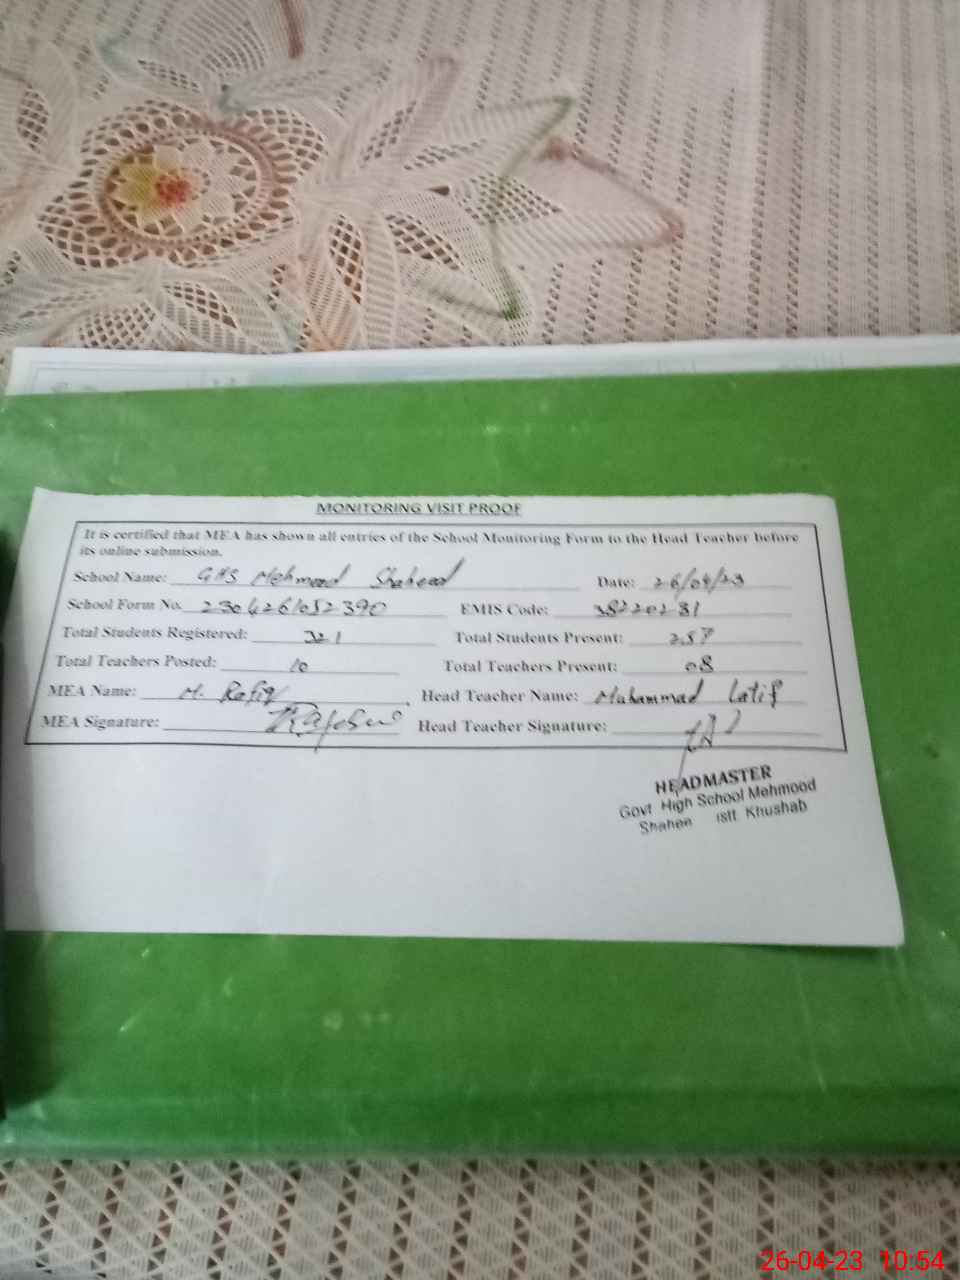 MONITORING VISIT PROOF
It is certified that MEA has shown all entries of the School Monitoring Form to the Head Teacher before
its online submission.
School Name: GHS Mehmood Shaheed Date: 26/04/23
School Form No. 2304261052390 EMIS Code: 38220281
Total Students Registered: 321 Total Students Present:
Total Teachers Posted: 10 Total Teachers Present: 08
MEA Name: M. Rafiq Head Teacher Name: Muhammad Latif
MEA Signature: Head Teacher Signature:
HEADMASTER
Govt High School Mehmood
Shahee istt Khushab
26-04-23 10:54